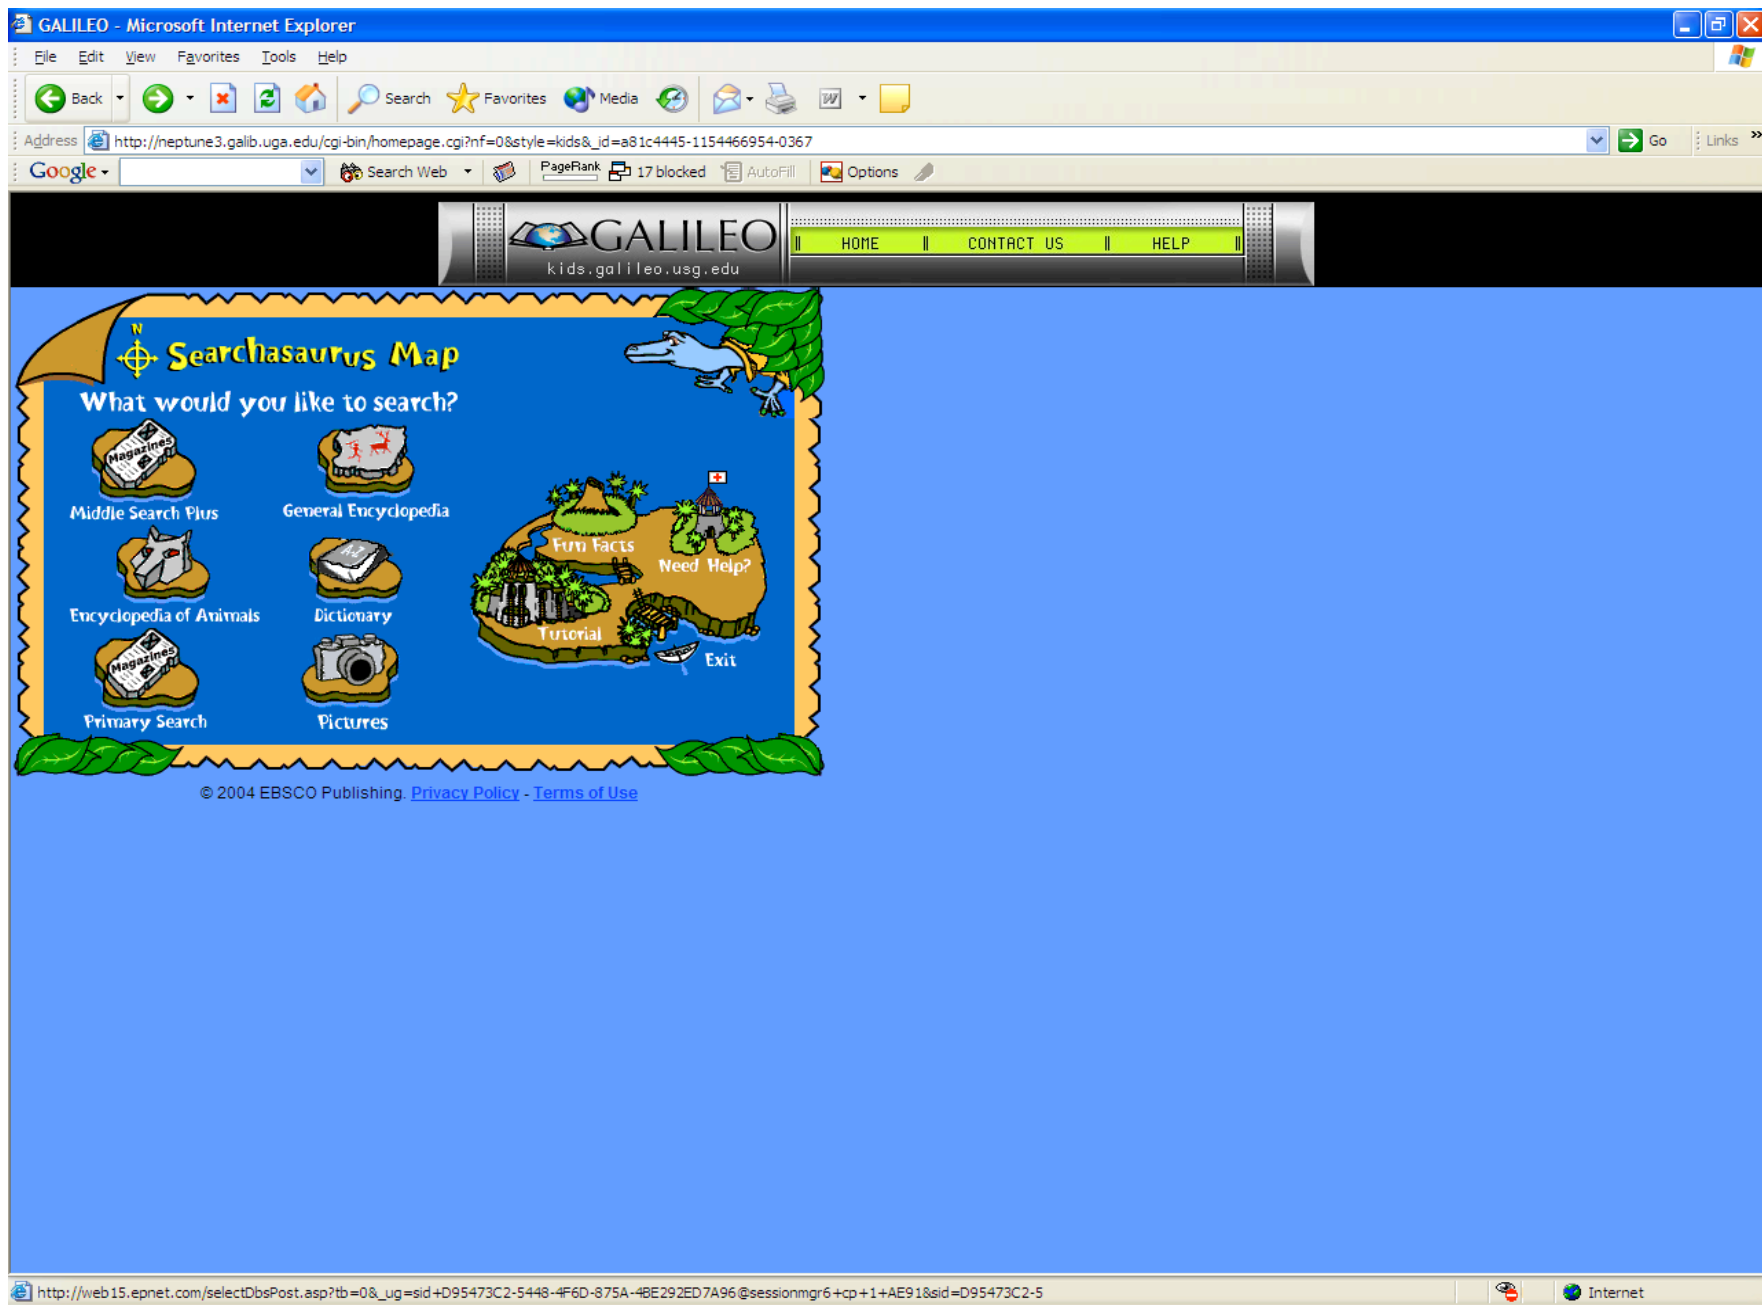 GALILEO - Microsoft Internet Explorer
File Edit View Favorites Tools Help
Back Search Favorites Media
Address http://neptune3.galib.uga.edu/cgi-bin/homepage.cgi?nf=0&style=kids&_id=a81c4445-1154466954-0367 Go Links »
Google Search Web PageRank 17 blocked AutoFill Options
GALILEO
kids.galileo.usg.edu
HOME CONTACT US HELP
N
Searchasaurus Map
What would you like to search?
Magazines
Middle Search Plus
General Encyclopedia
Fun Facts
Need Help?
Encyclopedia of Animals
A-Z
Dictionary
Tutorial
Exit
Magazines
Primary Search
Pictures
© 2004 EBSCO Publishing. Privacy Policy - Terms of Use
http://web15.epnet.com/selectDbsPost.asp?tb=0&_ug=sid+D95473C2-5448-4F6D-875A-4BE292ED7A96@sessionmgr6+cp+1+AE91&sid=D95473C2-5 Internet